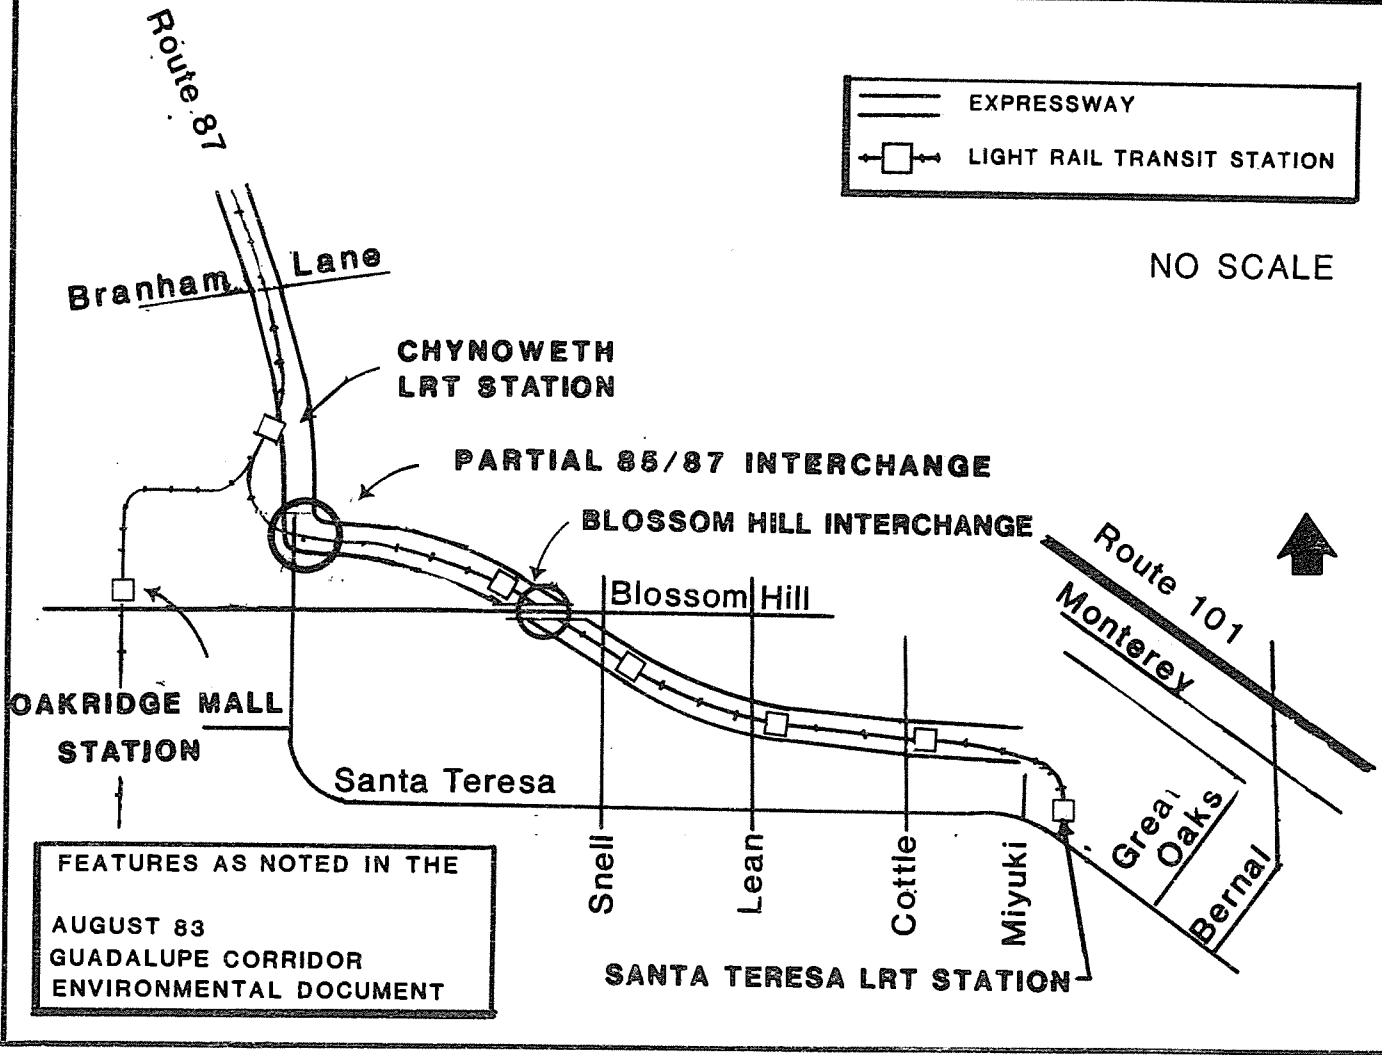 Route 87
EXPRESSWAY
LIGHT RAIL TRANSIT STATION
NO SCALE
Branham Lane
CHYNOWETH
LRT STATION
PARTIAL 85/87 INTERCHANGE
BLOSSOM HILL INTERCHANGE
Route 101
Monterey
Blossom Hill
OAKRIDGE MALL
STATION
Santa Teresa
Great
Oaks
Bernal
Snell
Lean
Cottle
Miyuki
SANTA TERESA LRT STATION
FEATURES AS NOTED IN THE
AUGUST 83
GUADALUPE CORRIDOR
ENVIRONMENTAL DOCUMENT